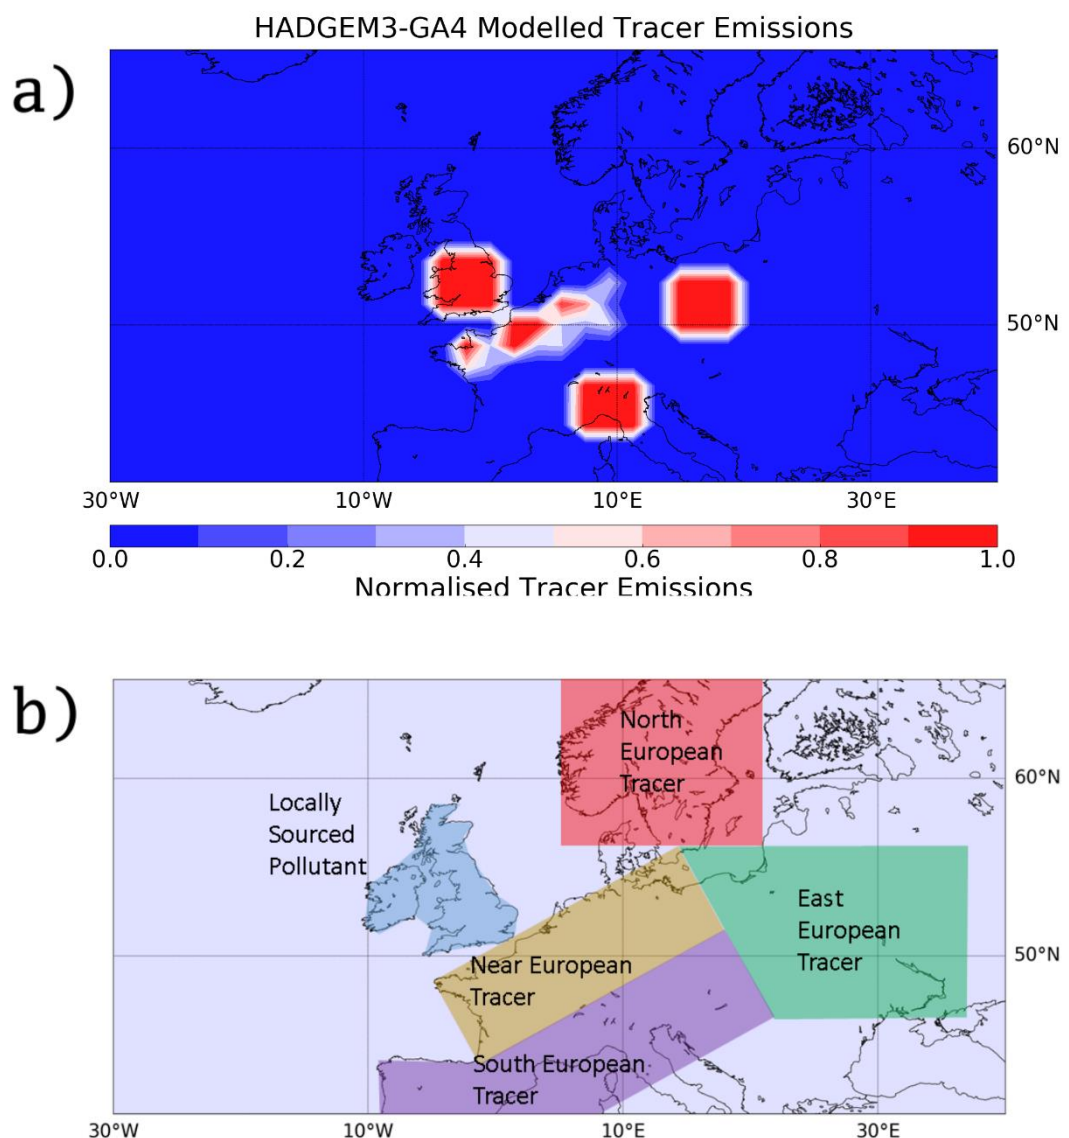 HADGEM3-GA4 Modelled Tracer Emissions
a)
60°N
50°N
30°W 10°W 10°E 30°E
0.0 0.2 0.4 0.6 0.8 1.0
Normalised Tracer Emissions
b)
North
European
Tracer
60°N
Locally
Sourced
Pollutant
East
European
Tracer
50°N
Near European
Tracer
South European
Tracer
30°W 10°W 10°E 30°E